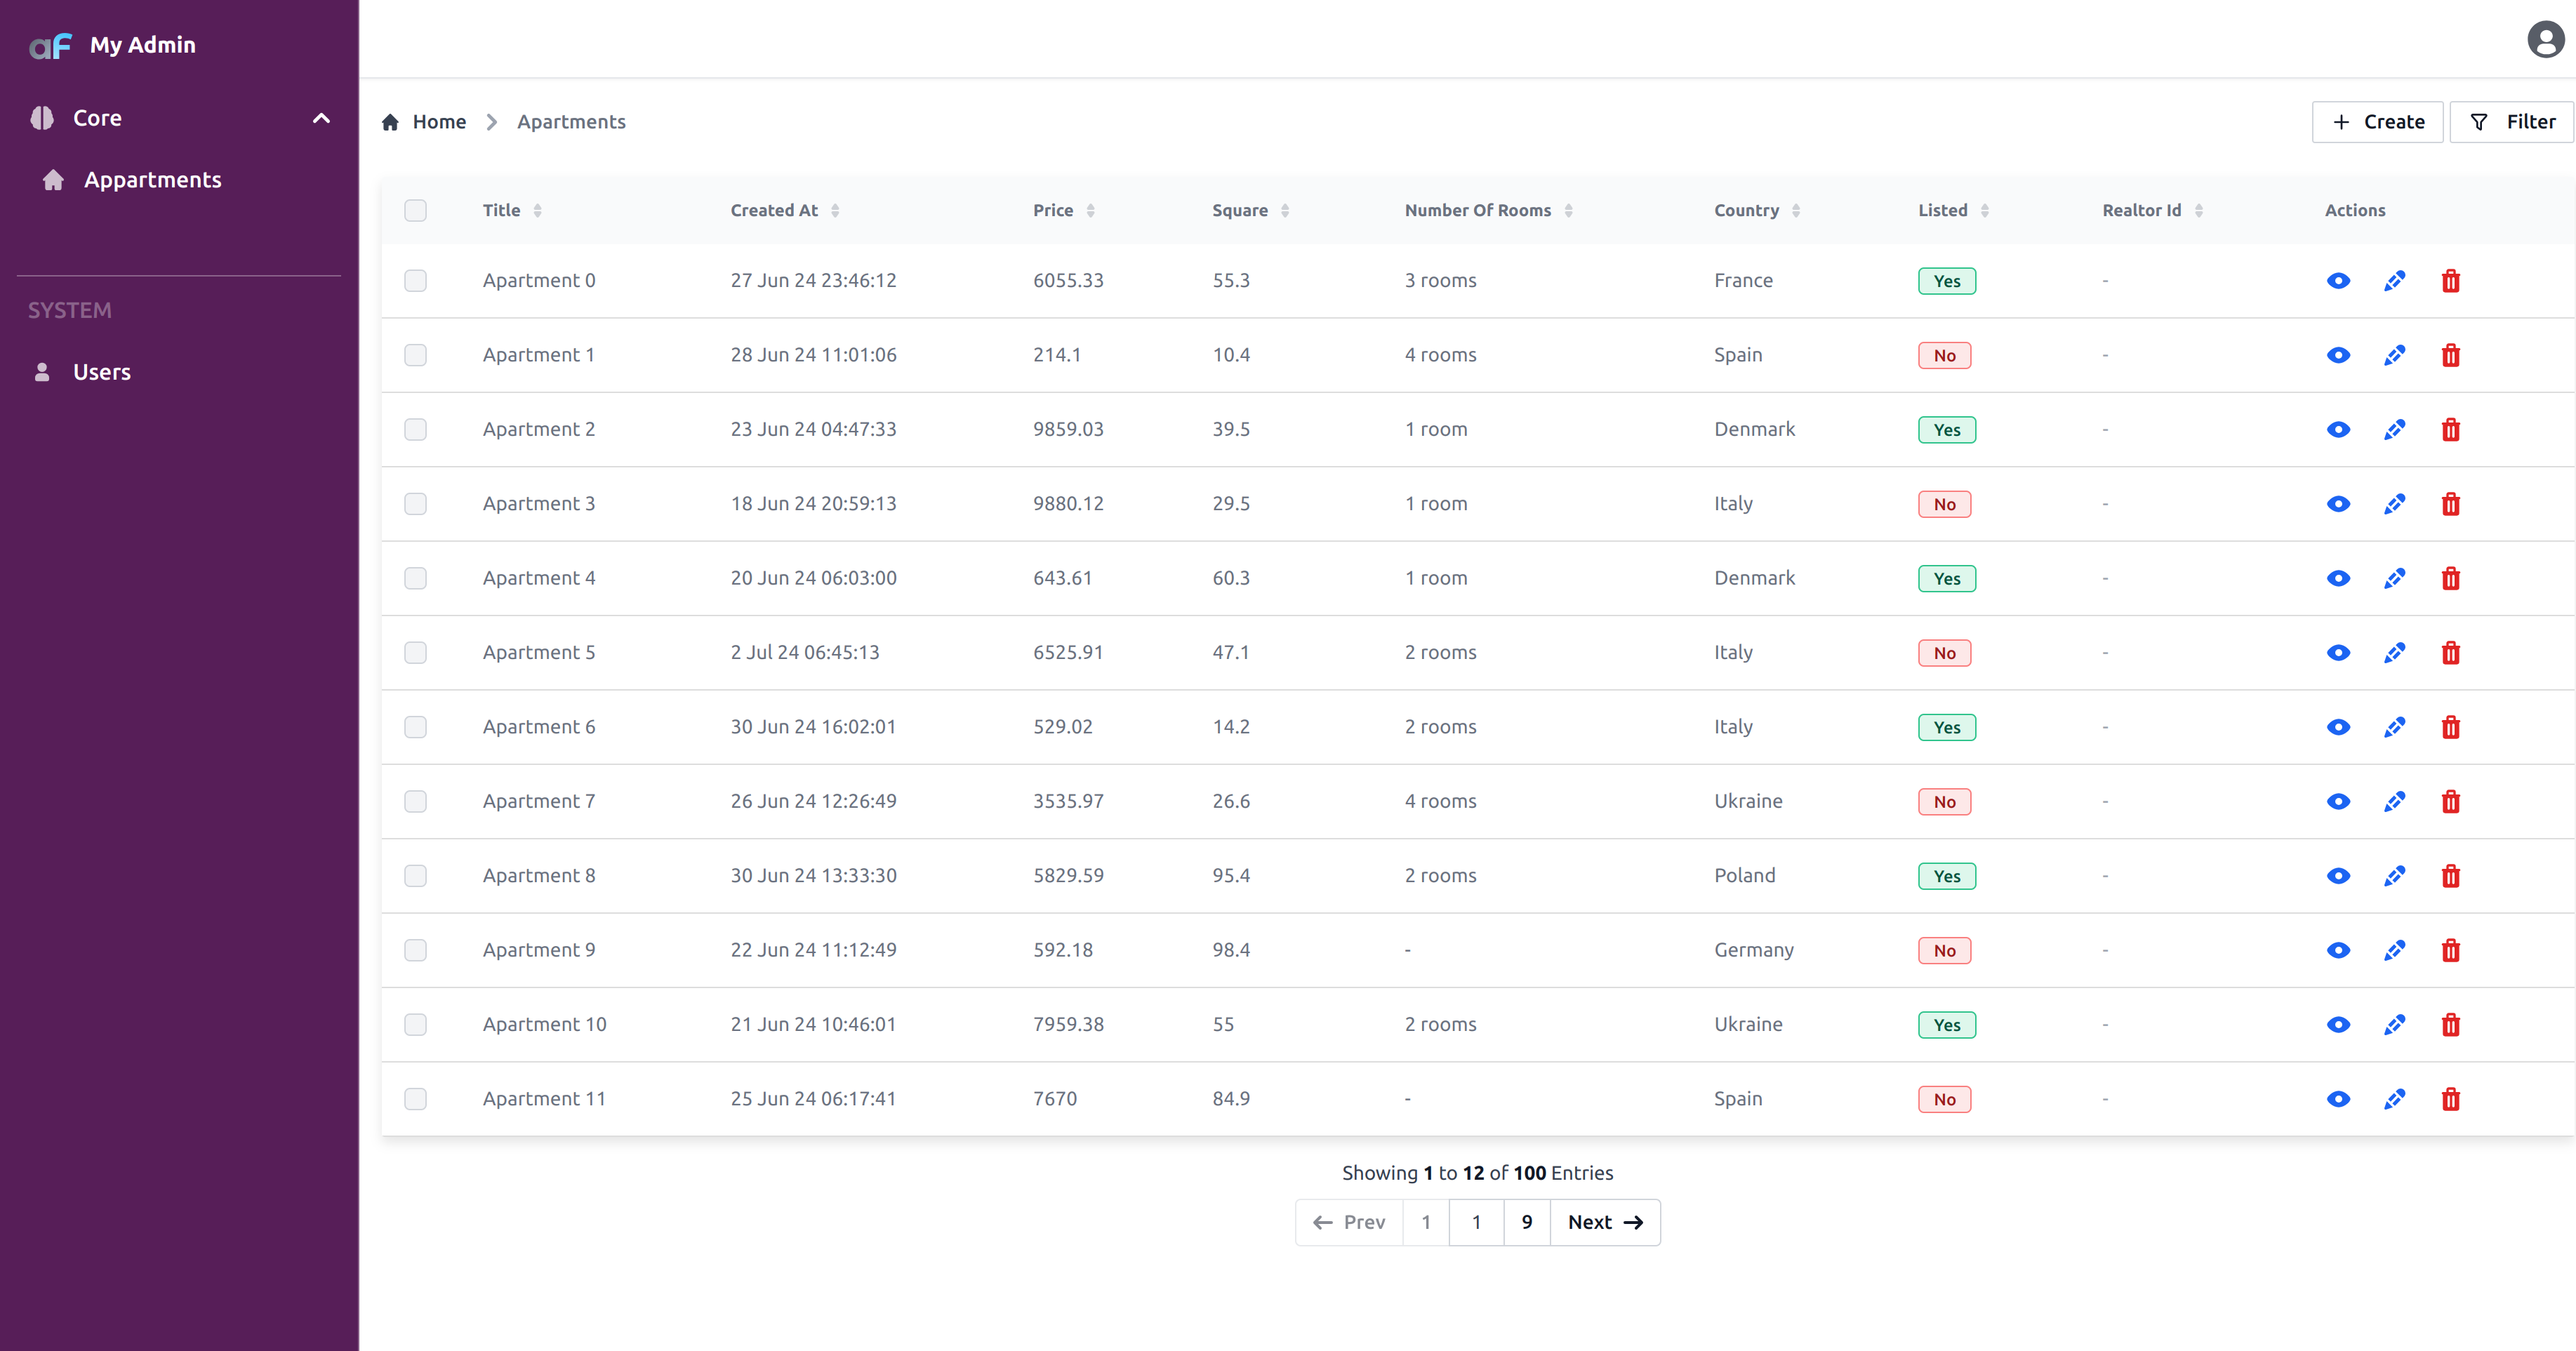 aF My Admin
Core
Appartments
SYSTEM
Users
Home Apartments
Create Filter
Title Created At Price Square Number Of Rooms Country Listed Realtor Id Actions
Apartment 0 27 Jun 24 23:46:12 6055.33 55.3 3 rooms France Yes -
Apartment 1 28 Jun 24 11:01:06 214.1 10.4 4 rooms Spain No -
Apartment 2 23 Jun 24 04:47:33 9859.03 39.5 1 room Denmark Yes -
Apartment 3 18 Jun 24 20:59:13 9880.12 29.5 1 room Italy No -
Apartment 4 20 Jun 24 06:03:00 643.61 60.3 1 room Denmark Yes -
Apartment 5 2 Jul 24 06:45:13 6525.91 47.1 2 rooms Italy No -
Apartment 6 30 Jun 24 16:02:01 529.02 14.2 2 rooms Italy Yes -
Apartment 7 26 Jun 24 12:26:49 3535.97 26.6 4 rooms Ukraine No -
Apartment 8 30 Jun 24 13:33:30 5829.59 95.4 2 rooms Poland Yes -
Apartment 9 22 Jun 24 11:12:49 592.18 98.4 - Germany No -
Apartment 10 21 Jun 24 10:46:01 7959.38 55 2 rooms Ukraine Yes -
Apartment 11 25 Jun 24 06:17:41 7670 84.9 - Spain No -
Showing 1 to 12 of 100 Entries
Prev 1 1 9 Next